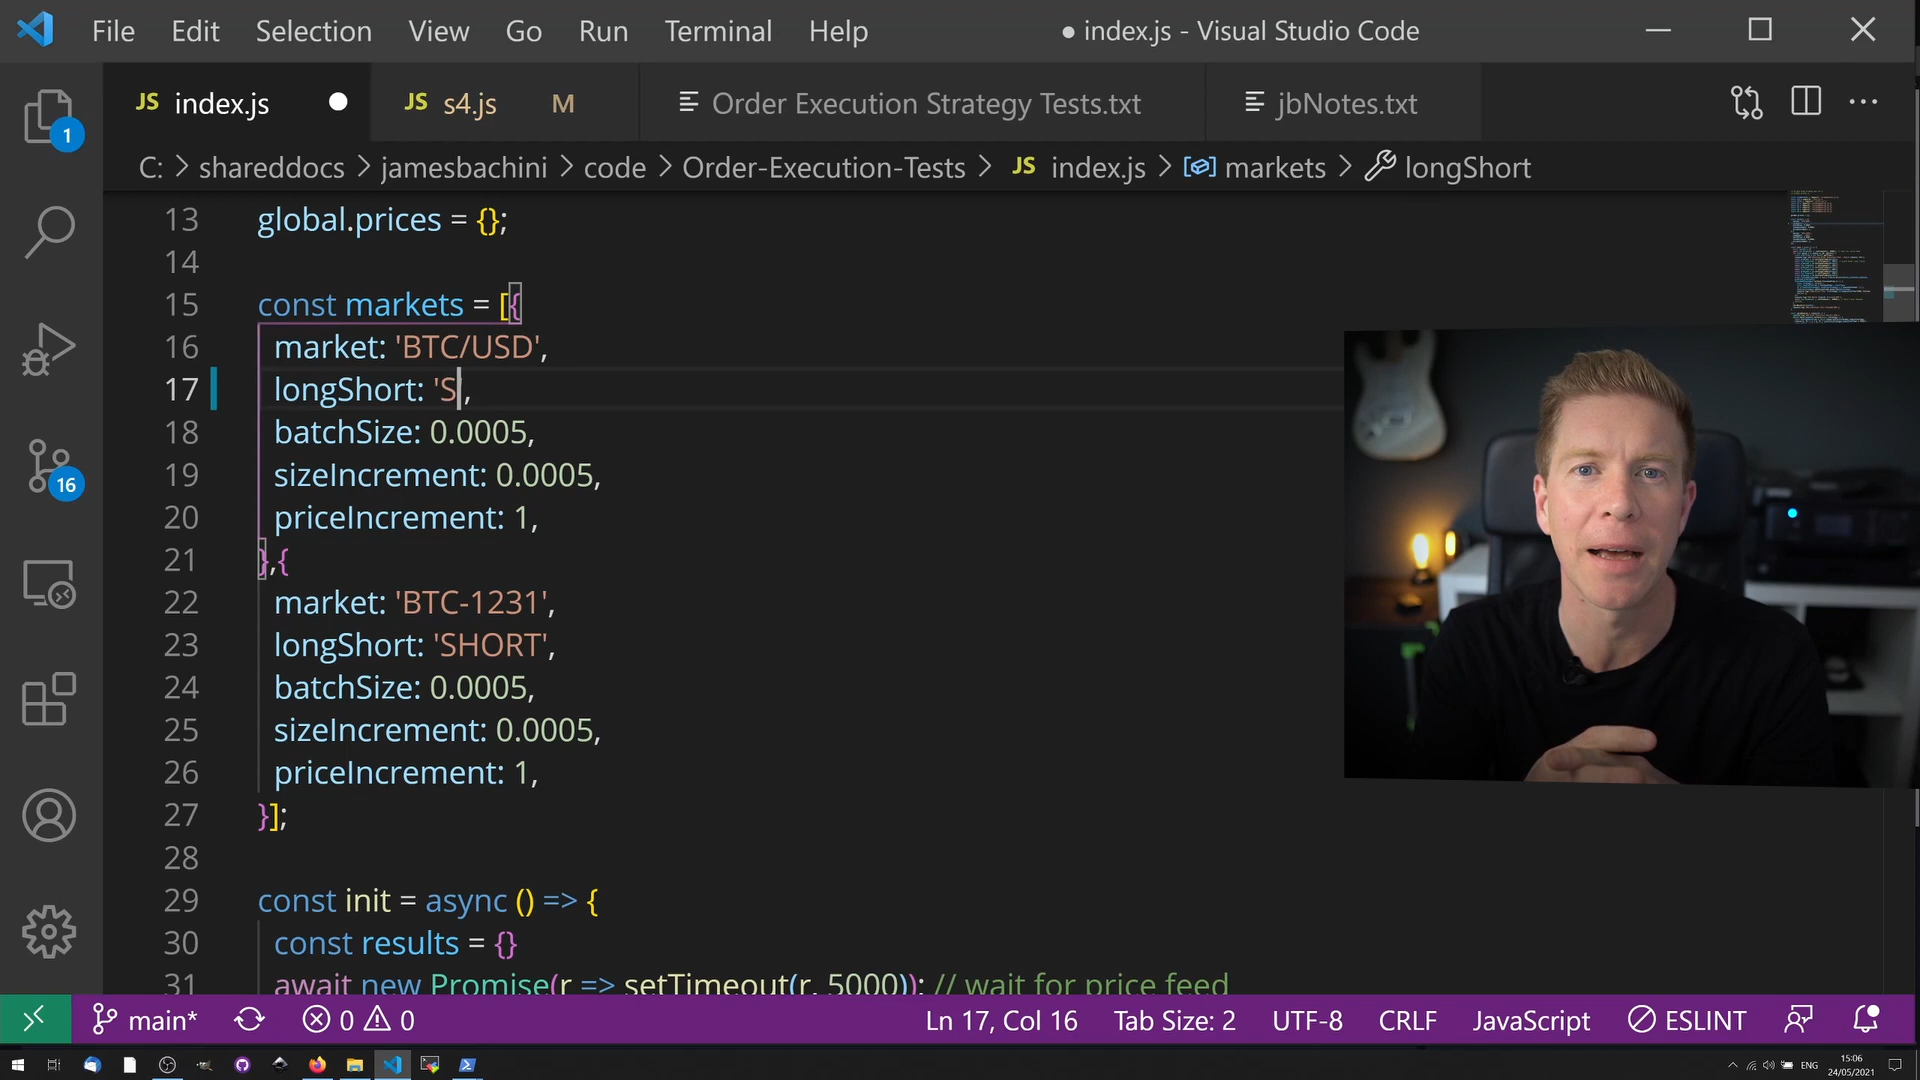 File Edit Selection View Go Run Terminal Help ● index.js - Visual Studio Code
JS index.js ● JS s4.js M Order Execution Strategy Tests.txt jbNotes.txt
C: > shareddocs > jamesbachini > code > Order-Execution-Tests > JS index.js > markets > longShort
1
16
13 global.prices = {};
14
15 const markets = [{
16 market: 'BTC/USD',
17 longShort: 'S',
18 batchSize: 0.0005,
19 sizeIncrement: 0.0005,
20 priceIncrement: 1,
21 },{
22 market: 'BTC-1231',
23 longShort: 'SHORT',
24 batchSize: 0.0005,
25 sizeIncrement: 0.0005,
26 priceIncrement: 1,
27 }];
28
29 const init = async () => {
30 const results = {}
31 await new Promise(r => setTimeout(r, 5000)); // wait for price feed
main* 0 0 Ln 17, Col 16 Tab Size: 2 UTF-8 CRLF JavaScript ESLINT
ENG 15:06
24/05/2021